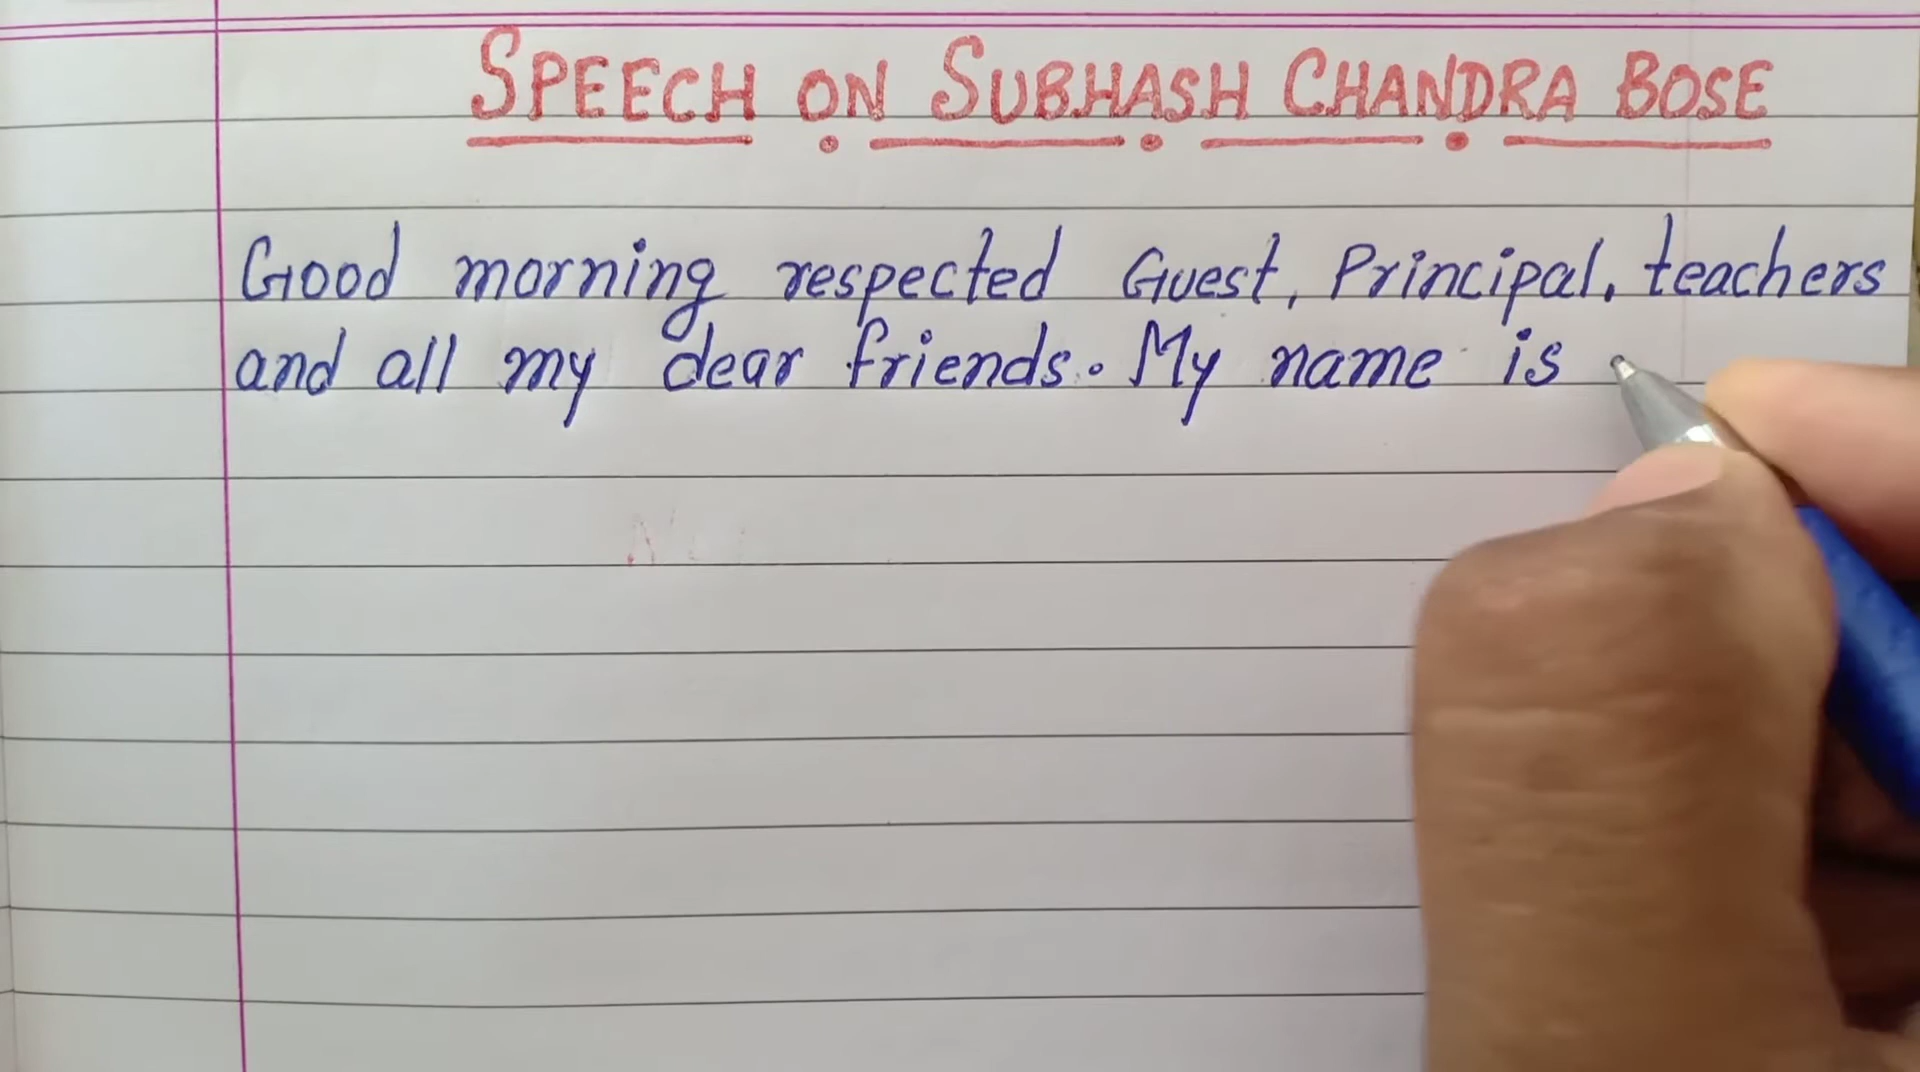 SPEECH ON SUBHASH CHANDRA BOSE
Good morning respected Guest, Principal, teachers
and all my dear friends. My name is